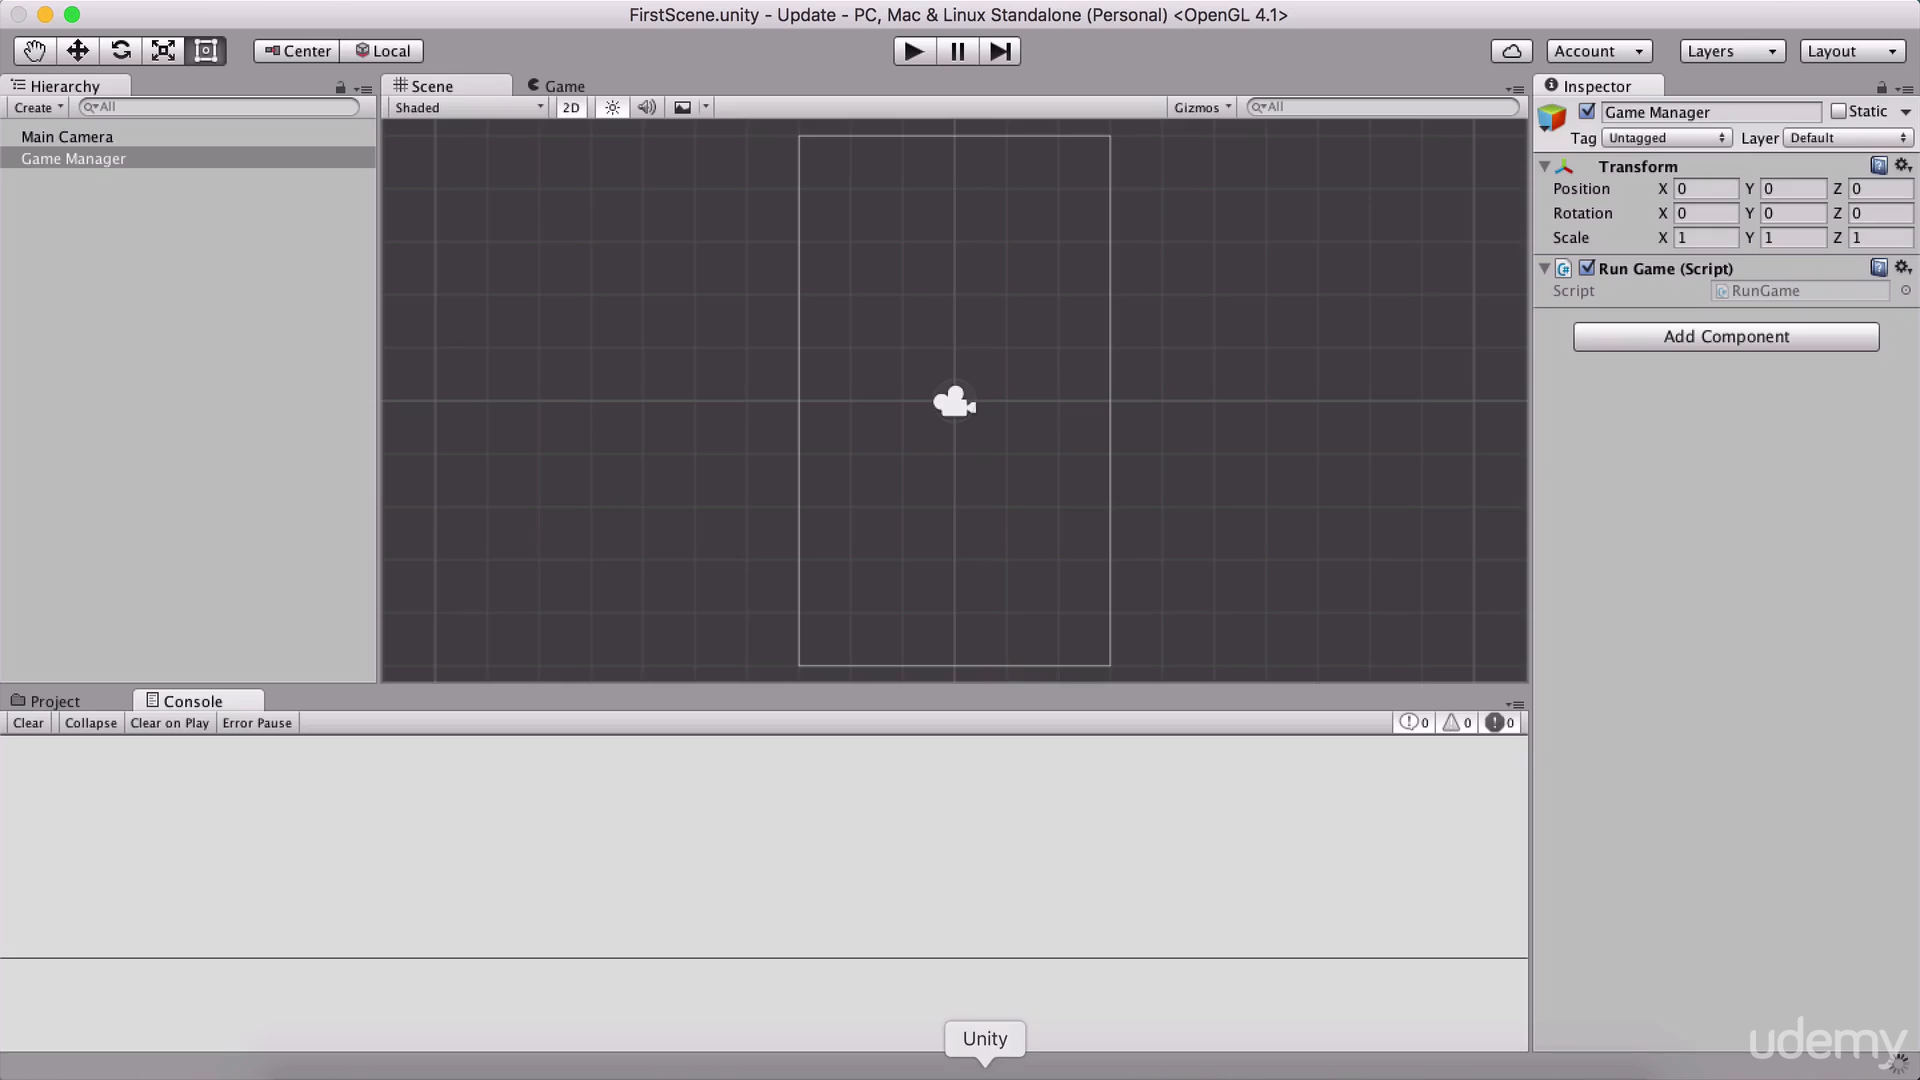 FirstScene.unity - Update - PC, Mac & Linux Standalone (Personal) <OpenGL 4.1>
Center Local Account Layers Layout
Hierarchy
Create All
Main Camera
Game Manager
Scene Game
Shaded 2D Gizmos All
Inspector
Game Manager Static
Tag Untagged Layer Default
Transform
Position X 0 Y 0 Z 0
Rotation X 0 Y 0 Z 0
Scale X 1 Y 1 Z 1
Run Game (Script)
Script RunGame
Add Component
Project Console
Clear Collapse Clear on Play Error Pause 0 0 0
Unity
udemy